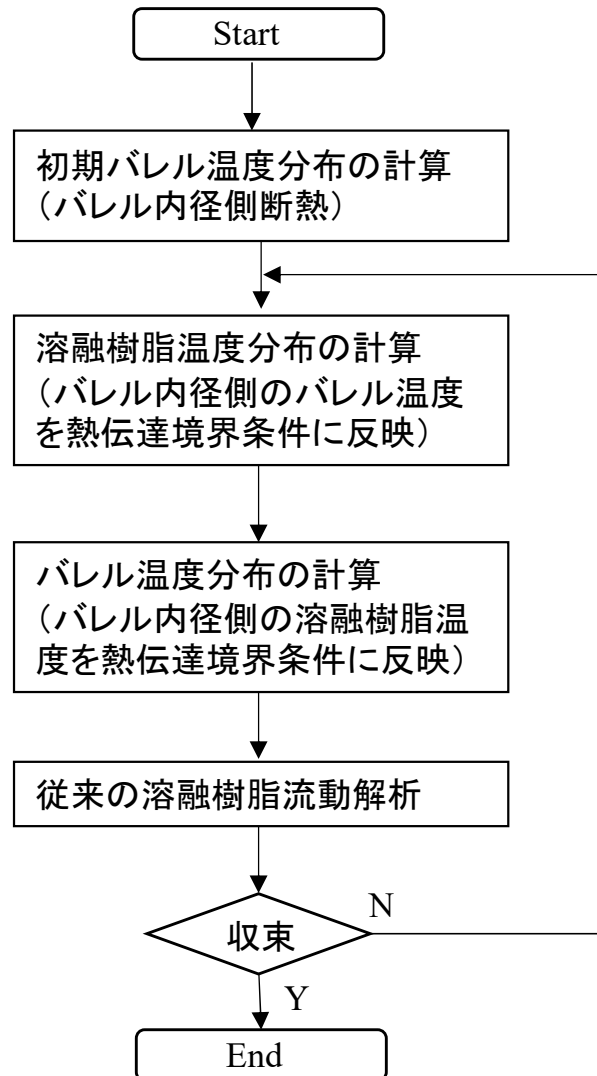 Start
初期バレル温度分布の計算
（バレル内径側断熱）
溶融樹脂温度分布の計算
（バレル内径側のバレル温度
を熱伝達境界条件に反映）
バレル温度分布の計算
（バレル内径側の溶融樹脂温
度を熱伝達境界条件に反映）
従来の溶融樹脂流動解析
収束
N
Y
End